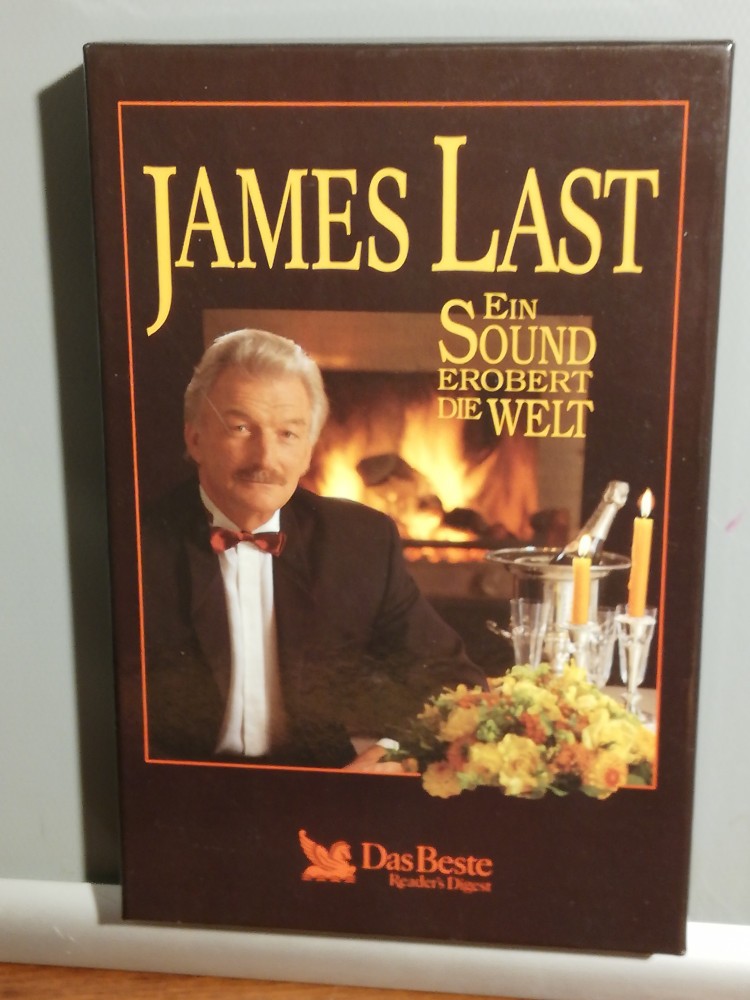 JAMES LAST
EIN
SOUND
EROBERT
DIE WELT
Das Beste
Reader's Digest